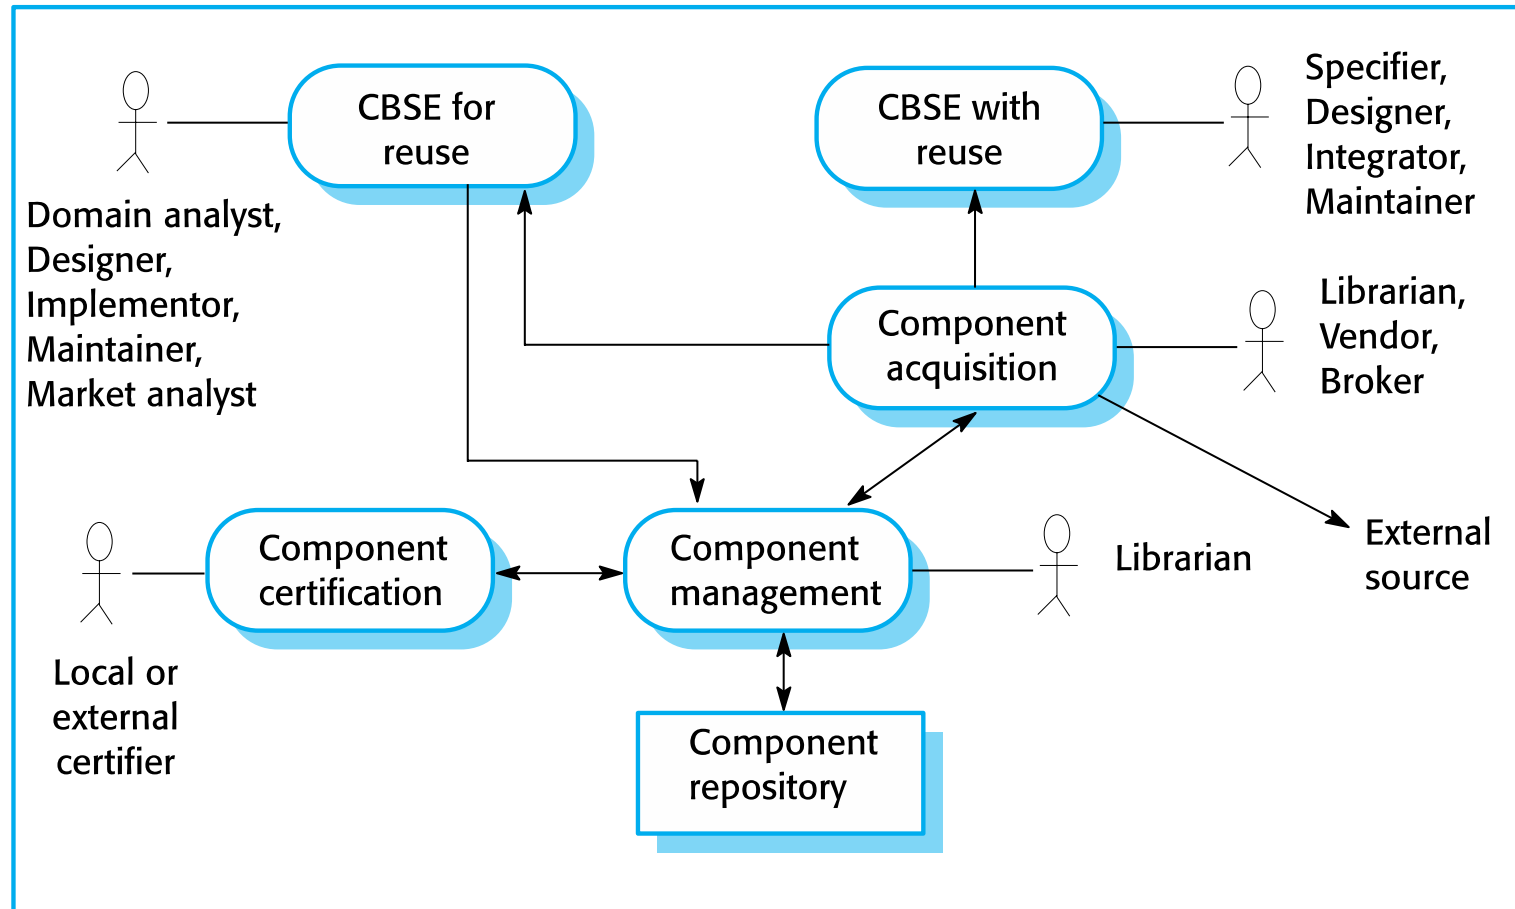 CBSE for
reuse
CBSE with
reuse
Specifier,
Designer,
Integrator,
Maintainer
Domain analyst,
Designer,
Implementor,
Maintainer,
Market analyst
Component
acquisition
Librarian,
Vendor,
Broker
Component
certification
Component
management
Librarian
External
source
Local or
external
certifier
Component
repository